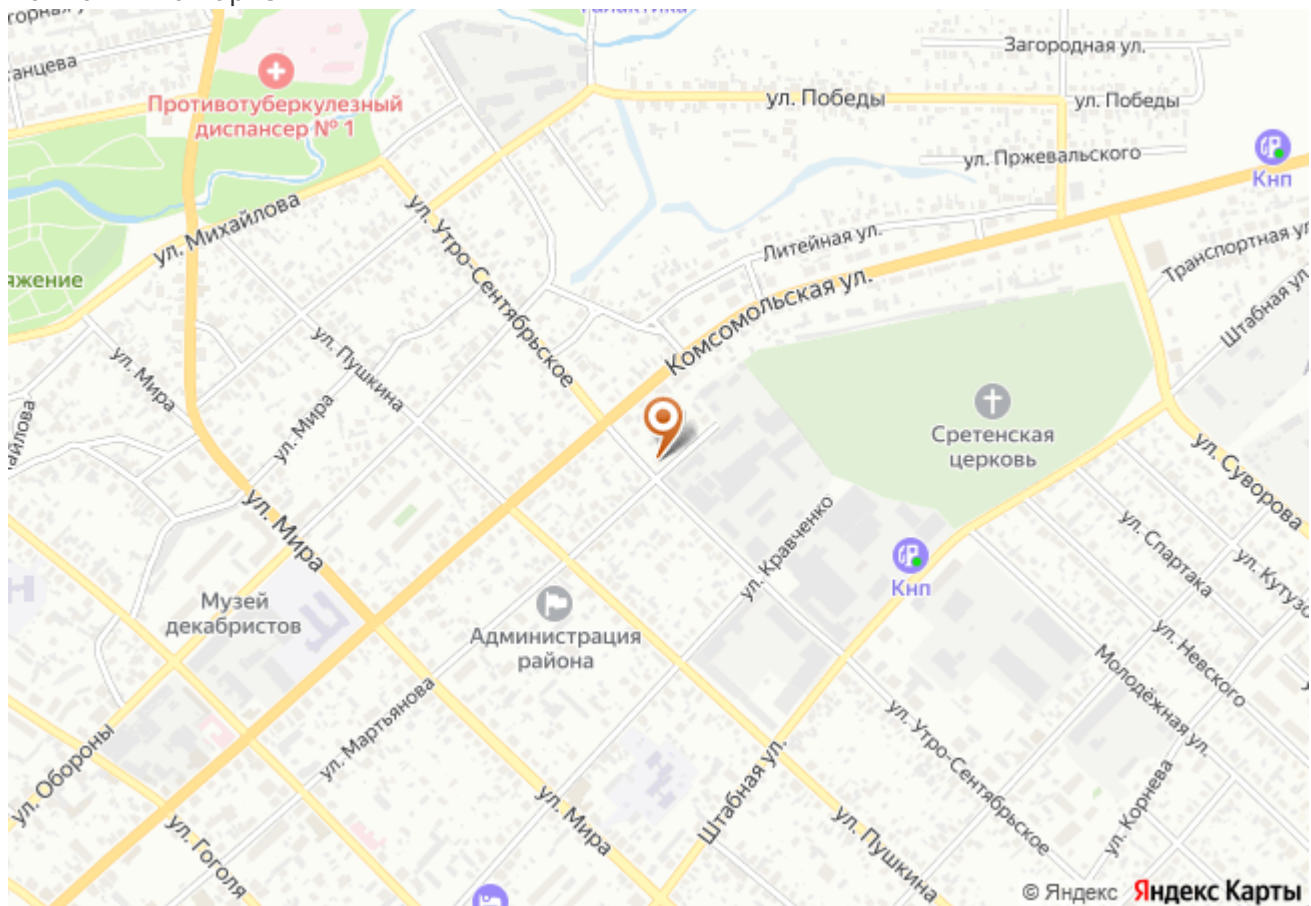 Загородная ул.
ул. Победы
ул. Победы
Противотуберкулезный
диспансер № 1
ул. Пржевальского
Кнп
ул. Михайлова
ул. Утро-Сентябрьское
Литейная ул.
Транспортная ул
Штабная ул.
Комсомольская ул.
ул. Пушкина
ул. Мира
ул. Мира
Сретенская
церковь
ул. Суворова
ул. Мира
ул. Кравченко
ул. Спартака
ул. Кутузо
Кнп
Музей
декабристов
Администрация
района
ул. Невского
Молодёжная ул.
ул. Мартьянова
ул. Обороны
ул. Утро-Сентябрьское
Штабная ул.
ул. Мира
ул. Корнева
ул. Пушкина
ул. Гоголя
© Яндекс Яндекс Карты